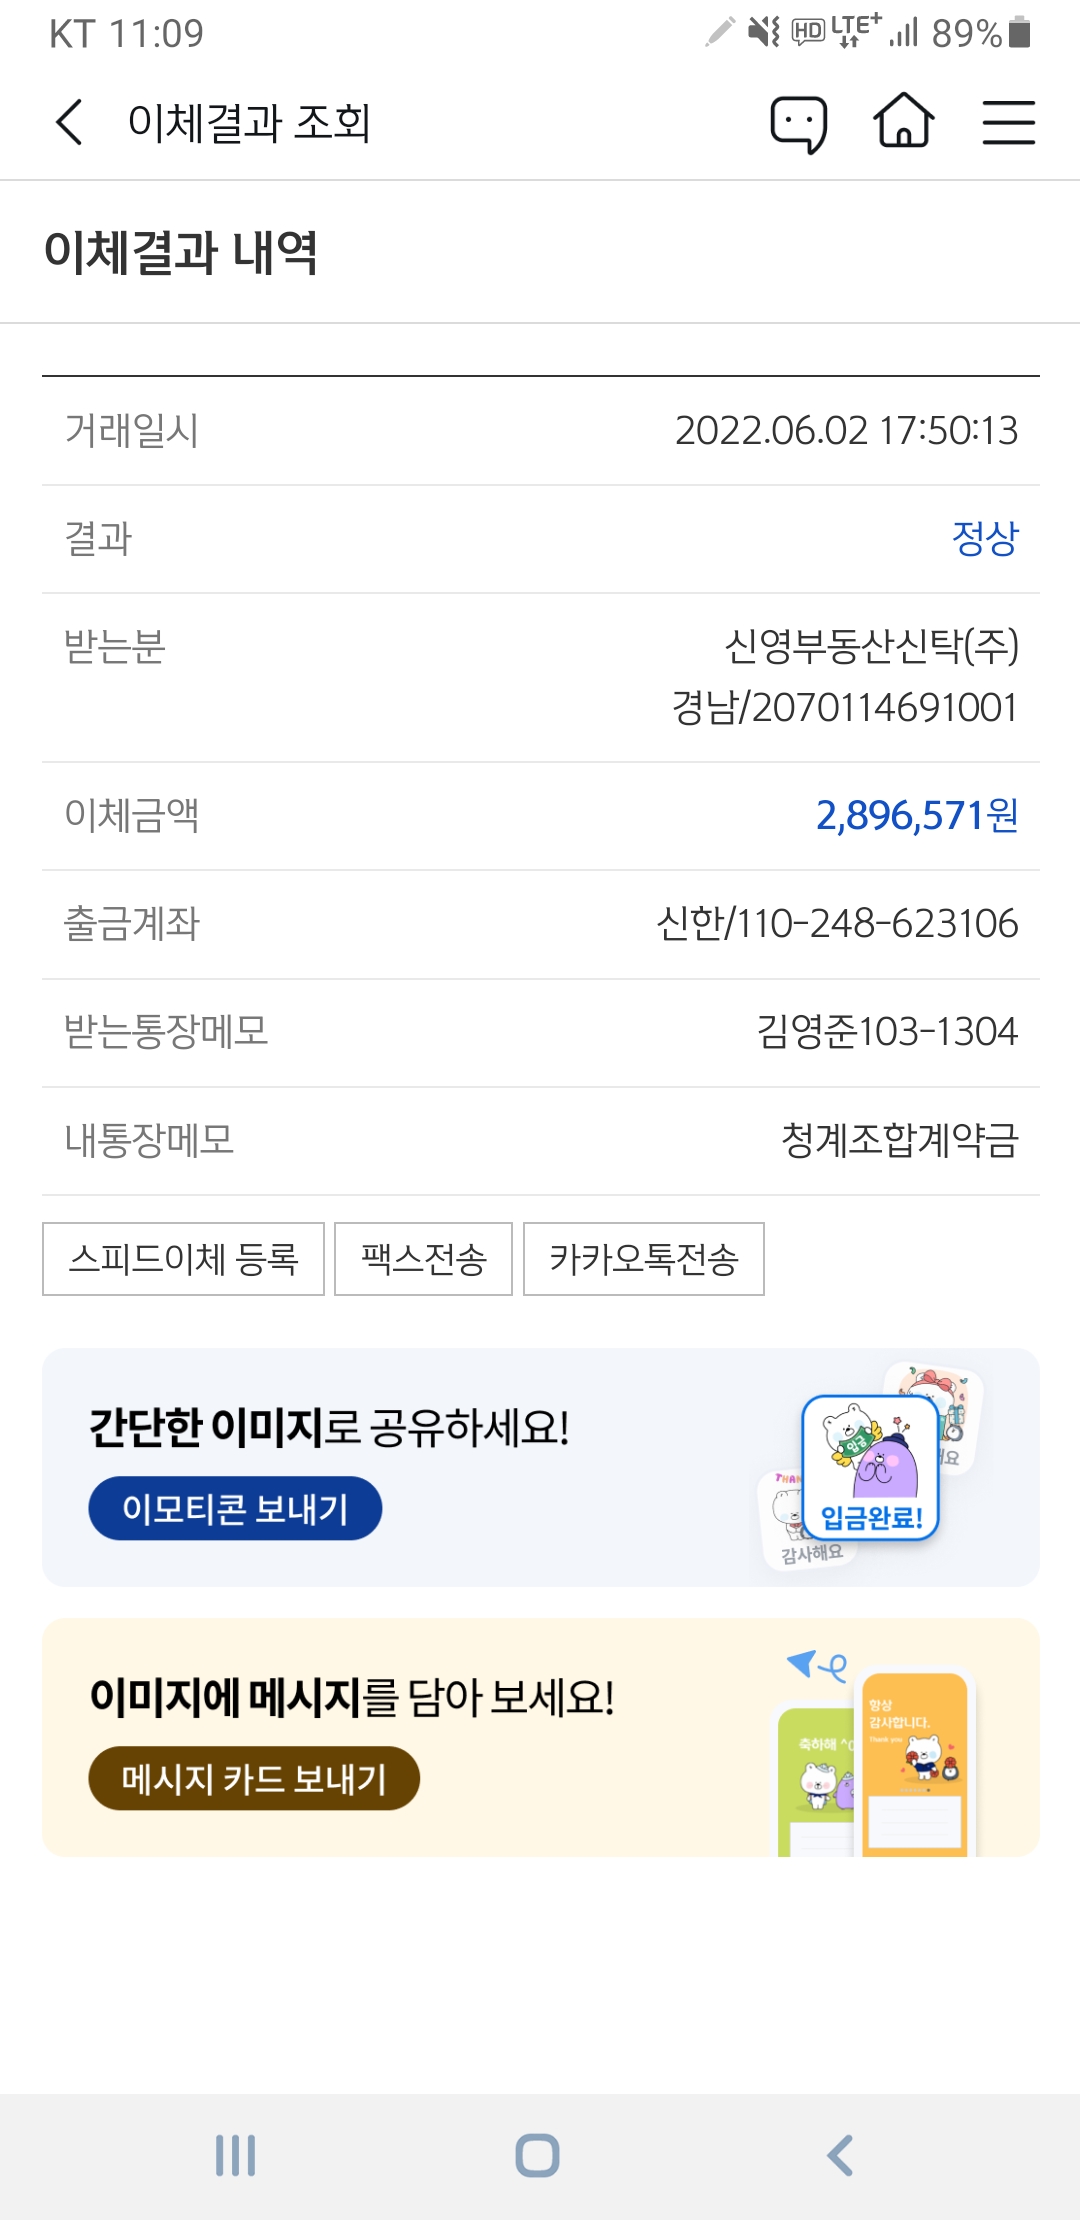 KT 11:09
HD LTE+ 89%
이체결과 조회
이체결과 내역
거래일시 2022.06.02 17:50:13
결과 정상
받는분 신영부동산신탁(주)
경남/2070114691001
이체금액 2,896,571원
출금계좌 신한/110-248-623106
받는통장메모 김영준103-1304
내통장메모 청계조합계약금
스피드이체 등록 팩스전송 카카오톡전송
간단한 이미지로 공유하세요!
이모티콘 보내기
입금
입금완료!
THAN
감사해요
이미지에 메시지를 담아 보세요!
메시지 카드 보내기
축하해 ^
항상
감사합니다.
Thank you